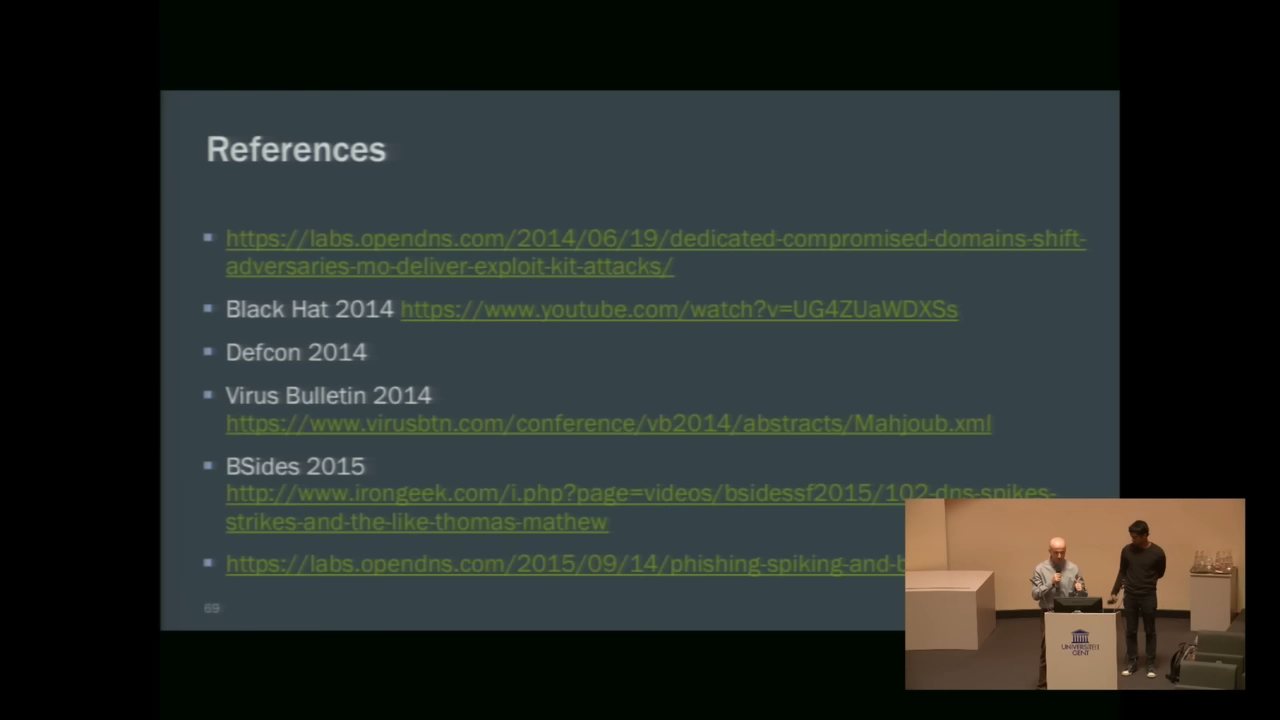 References
https://labs.opendns.com/2014/06/19/dedicated-compromised-domains-shift-
adversaries-mo-deliver-exploit-kit-attacks/
Black Hat 2014 https://www.youtube.com/watch?v=UG4ZUaWDXSs
Defcon 2014
Virus Bulletin 2014
https://www.virusbtn.com/conference/vb2014/abstracts/Mahjoub.xml
BSides 2015
http://www.irongeek.com/i.php?page=videos/bsidessf2015/102-dns-spikes-
strikes-and-the-like-thomas-mathew
https://labs.opendns.com/2015/09/14/phishing-spiking-and-b
69
UNIVERSITEIT
GENT